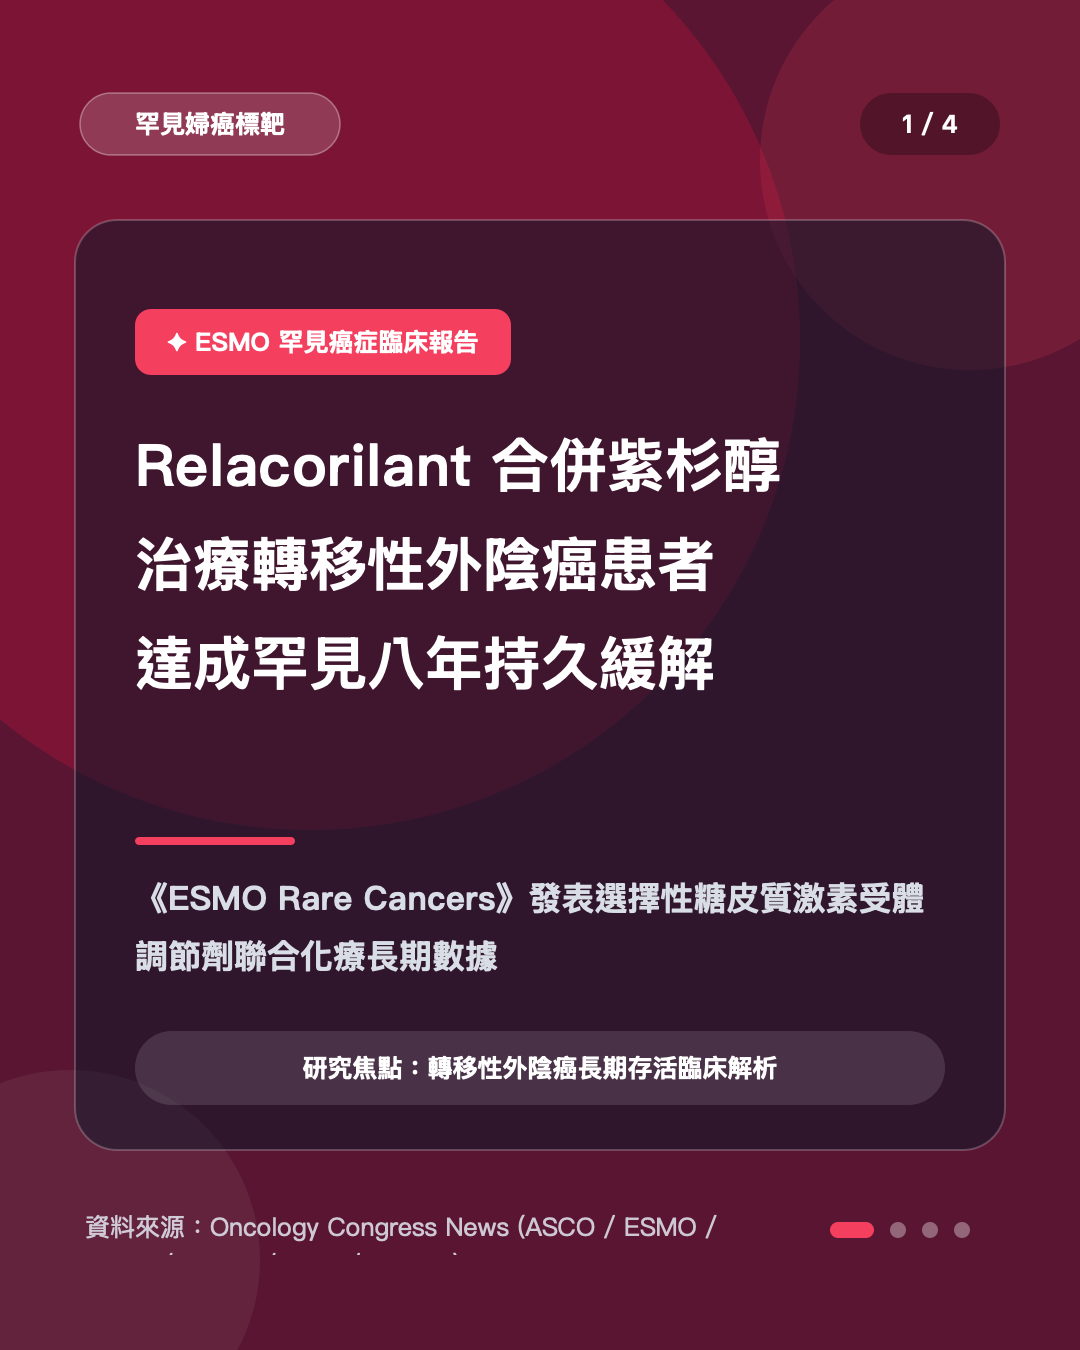 罕見婦癌標靶
1 / 4
✦ ESMO 罕見癌症臨床報告
Relacorilant 合併紫杉醇
治療轉移性外陰癌患者
達成罕見八年持久緩解
《ESMO Rare Cancers》發表選擇性糖皮質激素受體
調節劑聯合化療長期數據
研究焦點：轉移性外陰癌長期存活臨床解析
資料來源：Oncology Congress News (ASCO / ESMO /